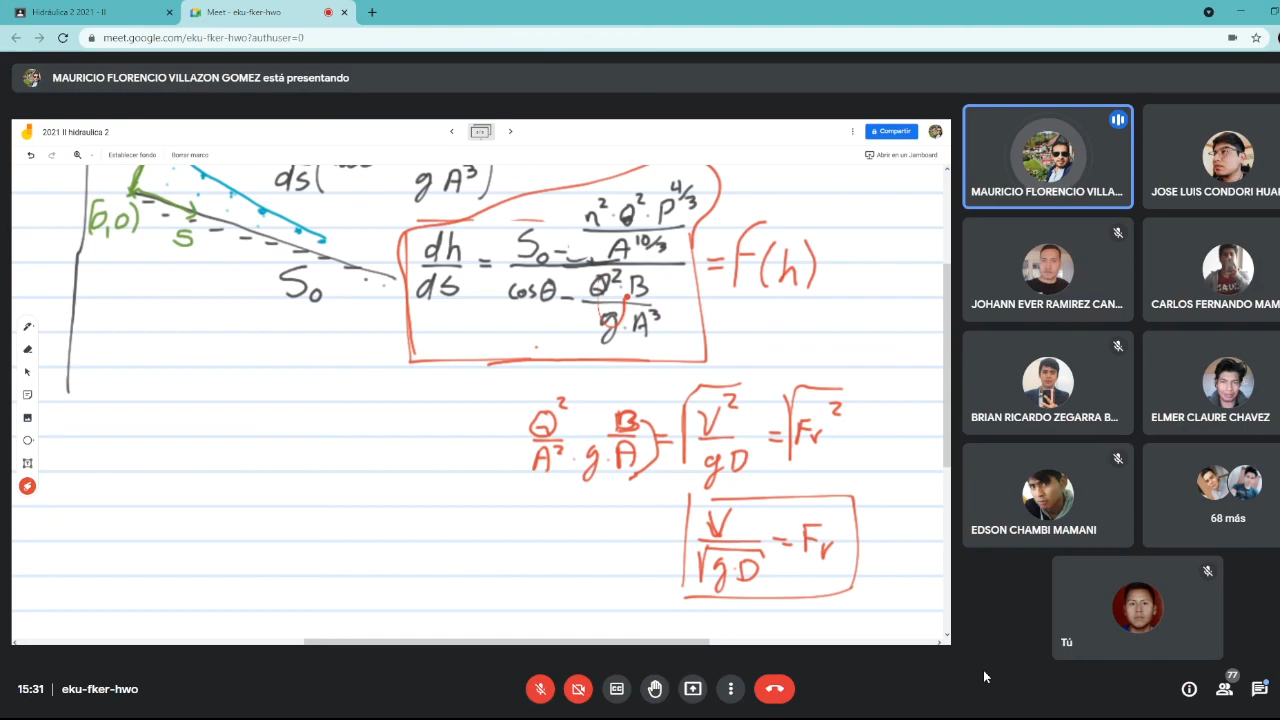 Hidráulica 2 2021 - II
Meet - eku-fker-hwo
meet.google.com/eku-fker-hwo?authuser=0
MAURICIO FLORENCIO VILLAZON GOMEZ está presentando
2021 II hidraulica 2
Compartir
Establecer fondo
Borrar marco
Abrir en un Jamboard
ds( g A³)
(0,0)
S
S₀
dh/ds = (S₀ - n²·Q²·P^4/3 / A^10/3) / (cosθ - Q²·B / g·A³) = F(h)
Q²/A²·g · B/A = √V²/gD = √Fr²
V/√g·D = Fr
MAURICIO FLORENCIO VILLA...
JOSE LUIS CONDORI HUA
JOHANN EVER RAMIREZ CAN...
CARLOS FERNANDO MAM
BRIAN RICARDO ZEGARRA B...
ELMER CLAURE CHAVEZ
EDSON CHAMBI MAMANI
68 más
Tú
15:31
eku-fker-hwo
77